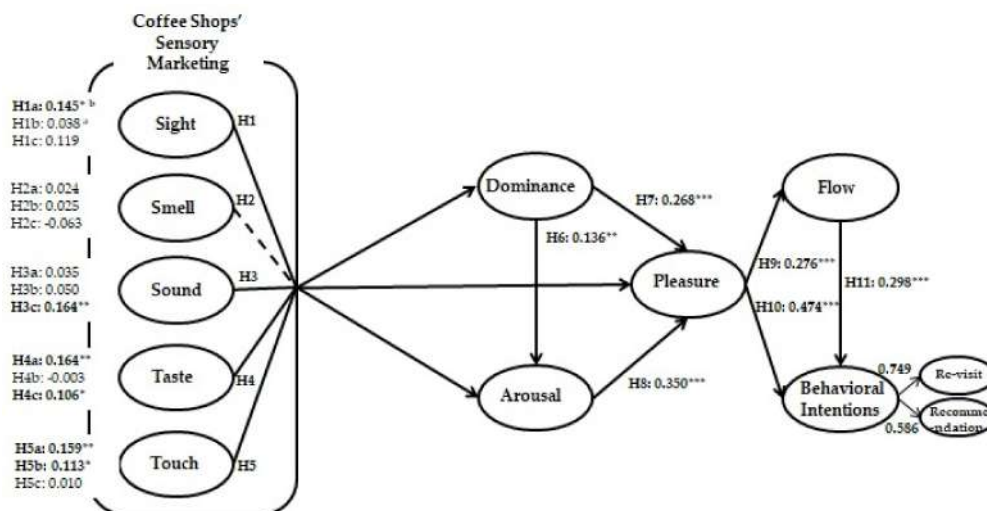 Coffee Shops'
Sensory
Marketing
H1a: 0.145* b
H1b: 0.038 a
H1c: 0.119
Sight
H1
H2a: 0.024
H2b: 0.025
H2c: -0.063
Smell
H2
H3a: 0.035
H3b: 0.050
H3c: 0.164**
Sound
H3
H4a: 0.164**
H4b: -0.003
H4c: 0.106*
Taste
H4
H5a: 0.159**
H5b: 0.113*
H5c: 0.010
Touch
H5
Dominance
H7: 0.268***
H6: 0.136**
Pleasure
H8: 0.350***
Arousal
Flow
H9: 0.276***
H10: 0.474***
H11: 0.298***
Behavioral
Intentions
0.749
Re-visit
0.586
Recomme
-ndation